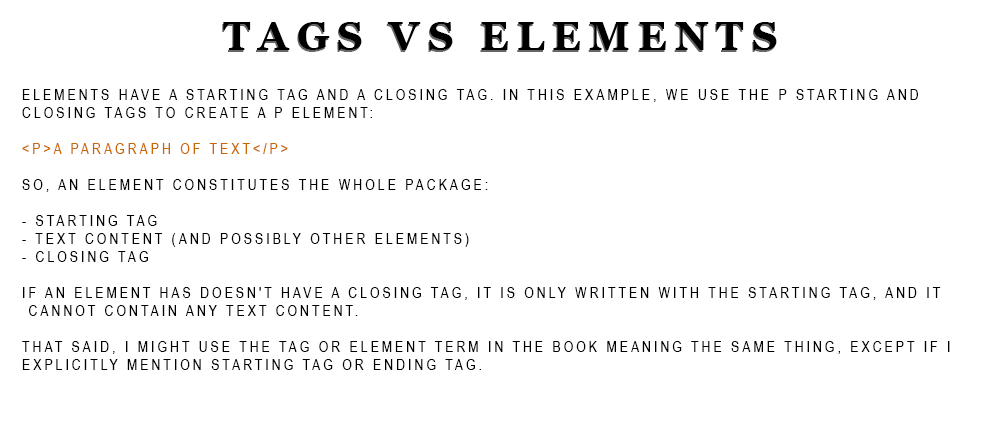 TAGS VS ELEMENTS
ELEMENTS HAVE A STARTING TAG AND A CLOSING TAG. IN THIS EXAMPLE, WE USE THE P STARTING AND
CLOSING TAGS TO CREATE A P ELEMENT:
<P>A PARAGRAPH OF TEXT</P>
SO, AN ELEMENT CONSTITUTES THE WHOLE PACKAGE:
- STARTING TAG
- TEXT CONTENT (AND POSSIBLY OTHER ELEMENTS)
- CLOSING TAG
IF AN ELEMENT HAS DOESN'T HAVE A CLOSING TAG, IT IS ONLY WRITTEN WITH THE STARTING TAG, AND IT
CANNOT CONTAIN ANY TEXT CONTENT.
THAT SAID, I MIGHT USE THE TAG OR ELEMENT TERM IN THE BOOK MEANING THE SAME THING, EXCEPT IF I
EXPLICITLY MENTION STARTING TAG OR ENDING TAG.